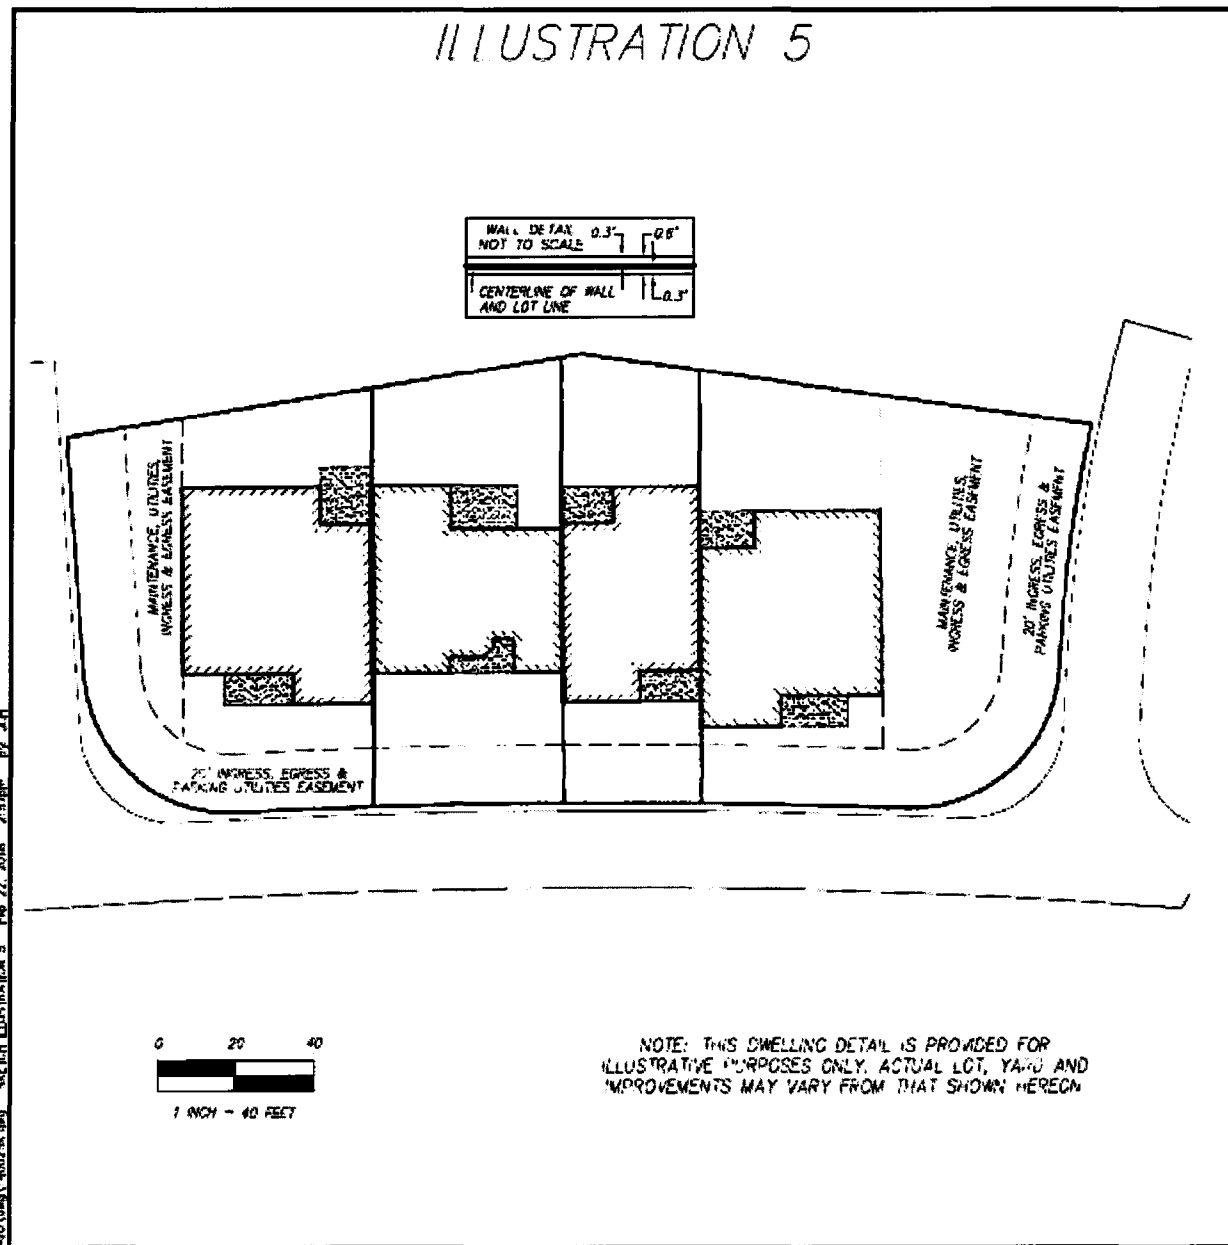 ILLUSTRATION 5
WALL DETAIL 0.3' 0.6'
NOT TO SCALE
CENTERLINE OF WALL 0.3'
AND LOT LINE
MAINTENANCE, UTILITIES,
INGRESS & EGRESS EASEMENT
MAINTENANCE, UTILITIES,
INGRESS & EGRESS EASEMENT
20' INGRESS, EGRESS &
PARKING UTILITIES EASEMENT
INGRESS, EGRESS &
PARKING UTILITIES EASEMENT
0 20 40
1 INCH = 40 FEET
NOTE: THIS DWELLING DETAIL IS PROVIDED FOR
ILLUSTRATIVE PURPOSES ONLY. ACTUAL LOT, YARD AND
IMPROVEMENTS MAY VARY FROM THAT SHOWN HEREON